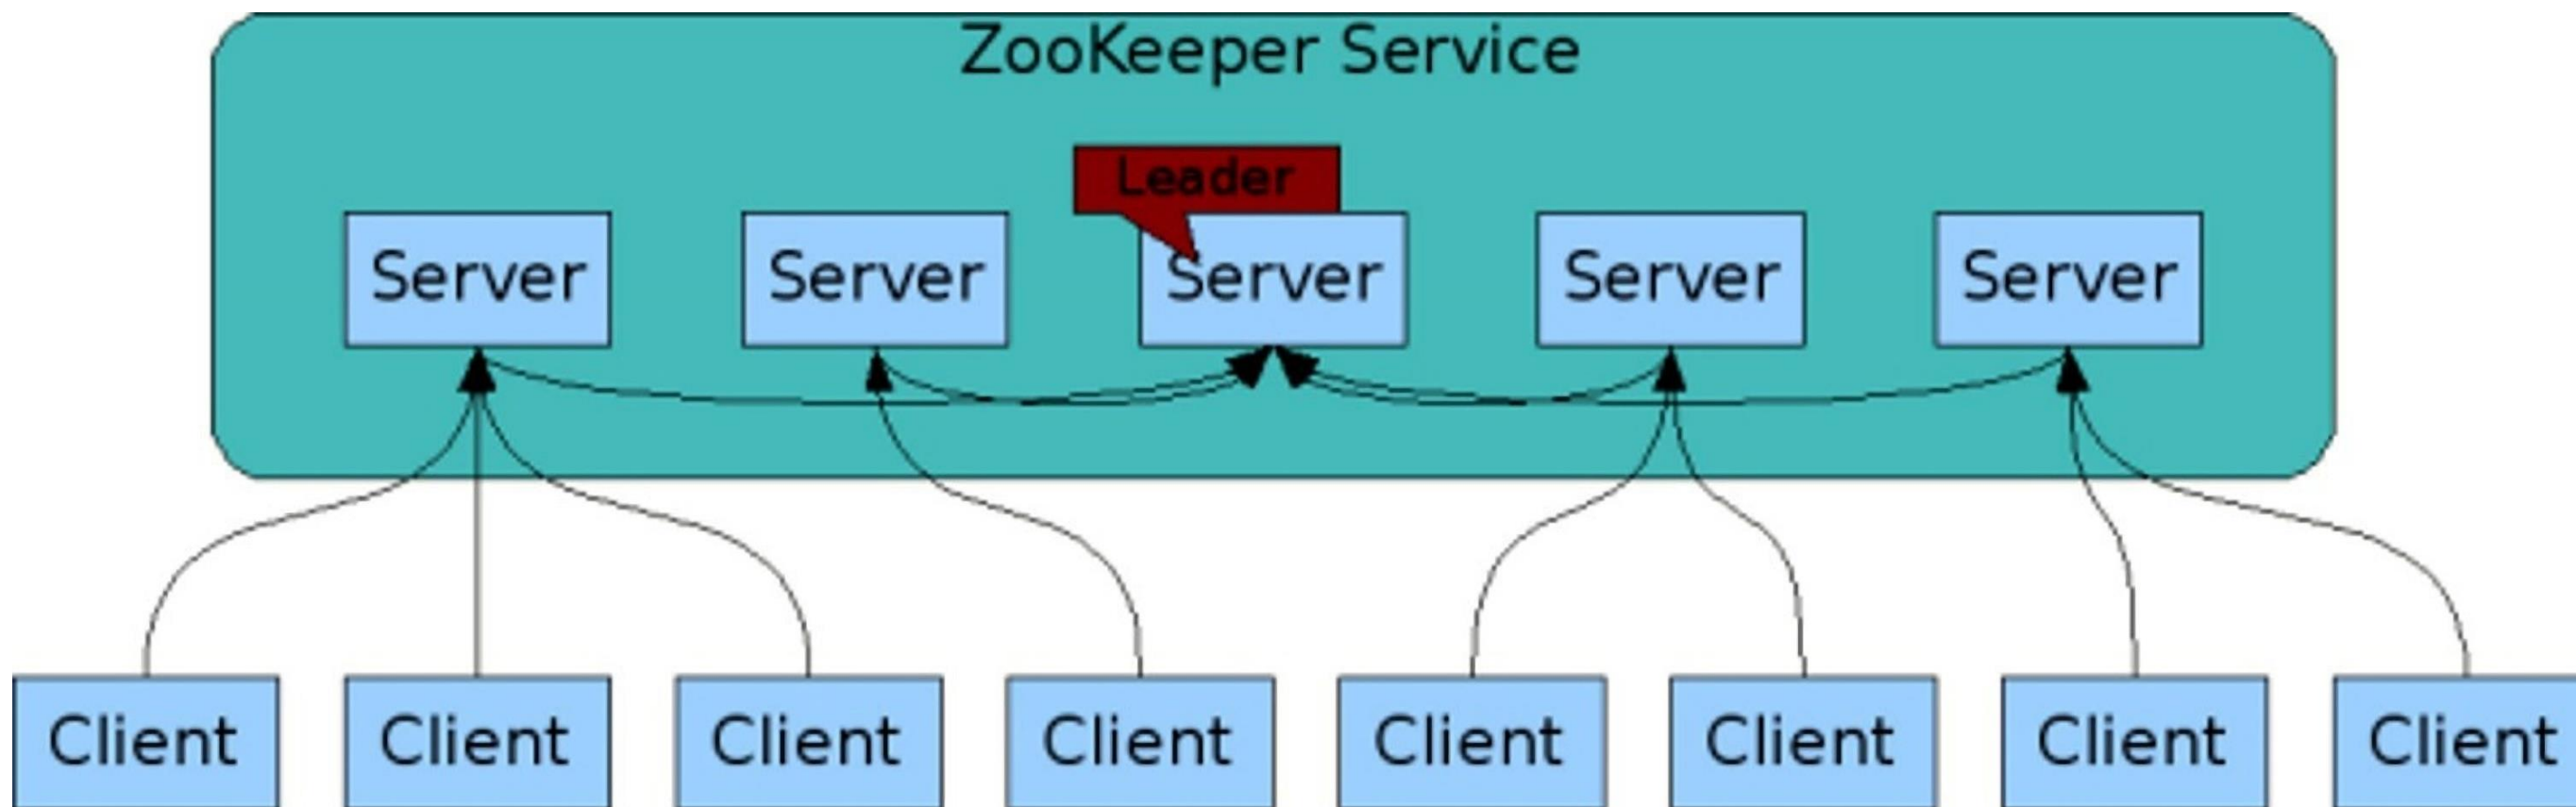 ZooKeeper Service
Leader
Server Server Server Server Server
Client Client Client Client Client Client Client Client